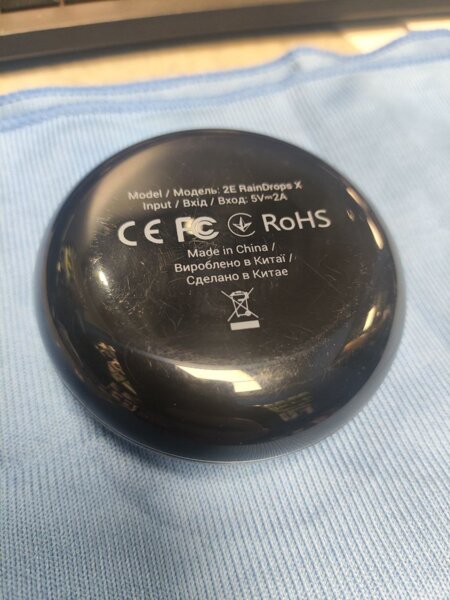 Model / Модель: 2E RainDrops X
Input / Вхід / Вход: 5V⎓2A
CE FC RoHS
Made in China /
Вироблено в Китаї /
Сделано в Китае